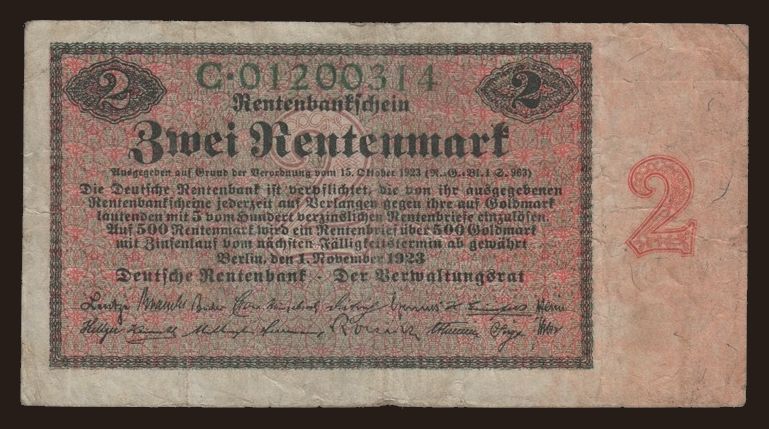 C·01200314
2 2
Rentenbankschein
Zwei Rentenmark
Ausgegeben auf Grund der Verordnung vom 15. Oktober 1923 (R.-G.-Bl. I S. 963)
Die Deutsche Rentenbank ist verpflichtet, die von ihr ausgegebenen
Rentenbankscheine jederzeit auf Verlangen gegen ihre auf Goldmark
lautenden mit 5 vom Hundert verzinslichen Rentenbriefe einzulösen.
Auf 500 Rentenmark wird ein Rentenbrief über 500 Goldmark
mit Zinsenlauf vom nächsten Fälligkeitstermin ab gewährt
Berlin, den 1. November 1923
Deutsche Rentenbank - Der Verwaltungsrat
2